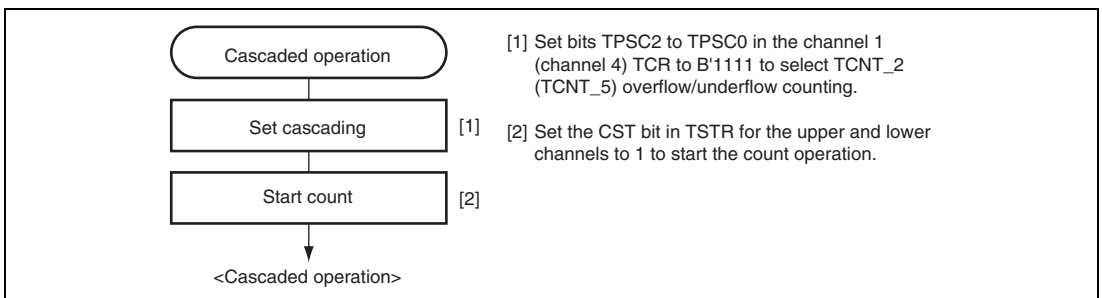 Cascaded operation
Set cascading
[1]
Start count
[2]
<Cascaded operation>
[1] Set bits TPSC2 to TPSC0 in the channel 1
(channel 4) TCR to B'1111 to select TCNT_2
(TCNT_5) overflow/underflow counting.
[2] Set the CST bit in TSTR for the upper and lower
channels to 1 to start the count operation.